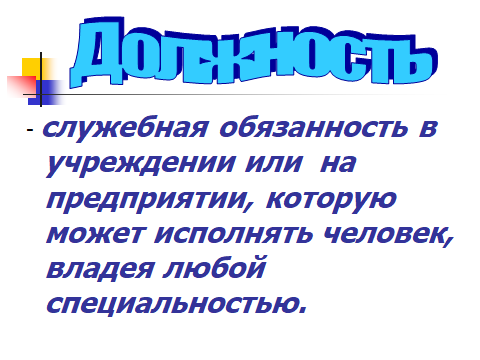 Должность
- служебная обязанность в
учреждении или на
предприятии, которую
может исполнять человек,
владея любой
специальностью.